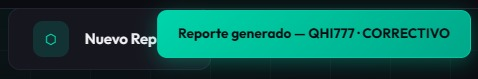 Nuevo Rep
Reporte generado — QHI777 · CORRECTIVO